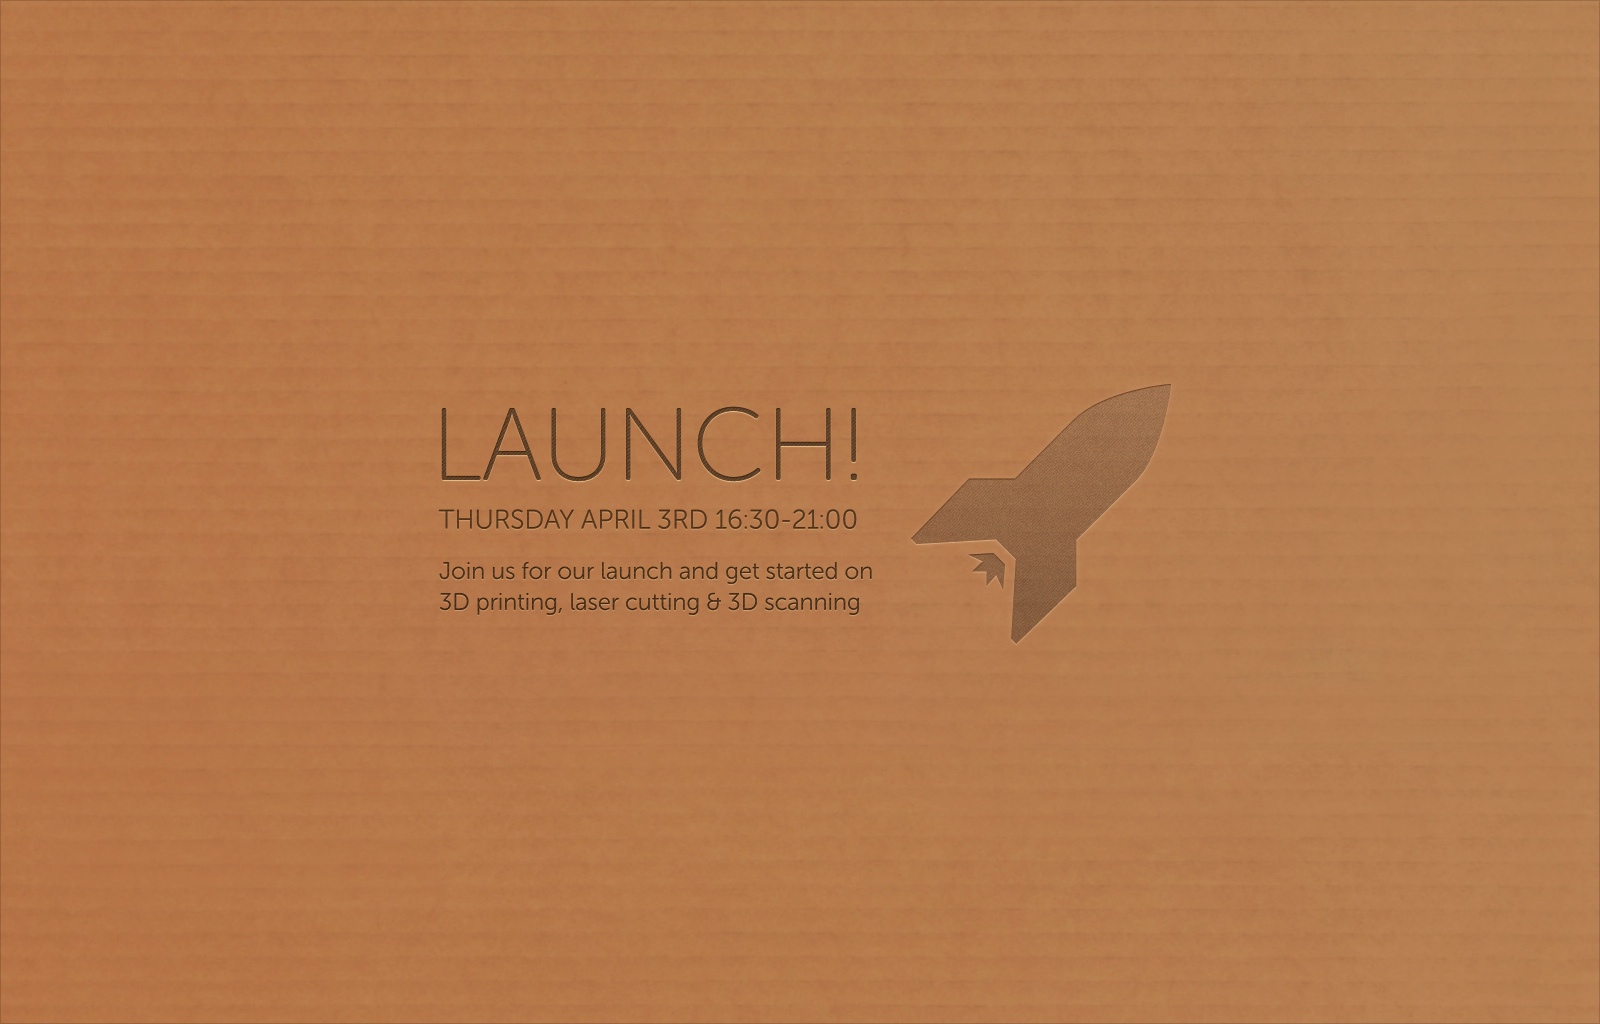 LAUNCH!
THURSDAY APRIL 3RD 16:30-21:00
Join us for our launch and get started on
3D printing, laser cutting & 3D scanning